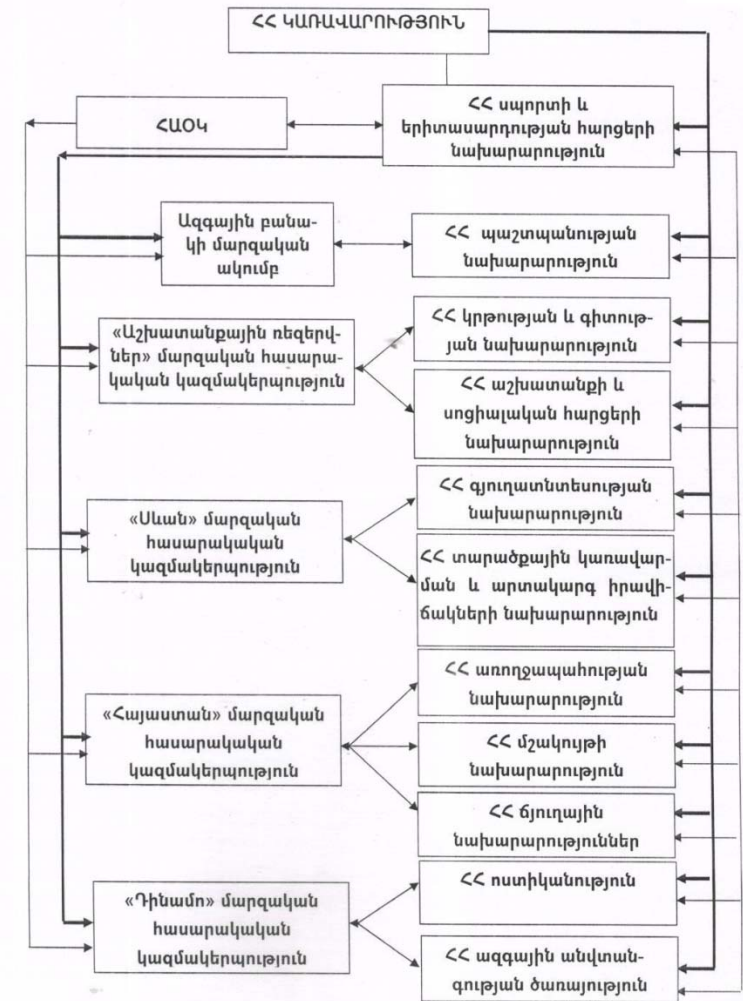 ՀՀ ԿԱՌԱՎԱՐՈՒԹՅՈՒՆ
ՀՀ սպորտի և
երիտասարդության հարցերի
նախարարություն
ՀԱՕԿ
Ազգային բանա-
կի մարզական
ակումբ
ՀՀ պաշտպանության
նախարարություն
«Աշխատանքային ռեզերվ-
ներ» մարզական հասարա-
կական կազմակերպություն
ՀՀ կրթության և գիտութ-
յան նախարարություն
ՀՀ աշխատանքի և
սոցիալական հարցերի
նախարարություն
«Սևան» մարզական
հասարակական
կազմակերպություն
ՀՀ գյուղատնտեսության
նախարարություն
ՀՀ տարածքային կառավար-
ման և արտակարգ իրավի-
ճակների նախարարություն
«Հայաստան» մարզական
հասարակական
կազմակերպություն
ՀՀ առողջապահության
նախարարություն
ՀՀ մշակույթի
նախարարություն
ՀՀ ճյուղային
նախարարություններ
«Դինամո» մարզական
հասարակական
կազմակերպություն
ՀՀ ոստիկանություն
ՀՀ ազգային անվտան-
գության ծառայություն